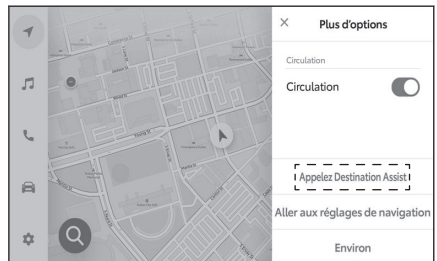 Plus d'options
Circulation
Circulation
Appelez Destination Assist
Aller aux réglages de navigation
Environ